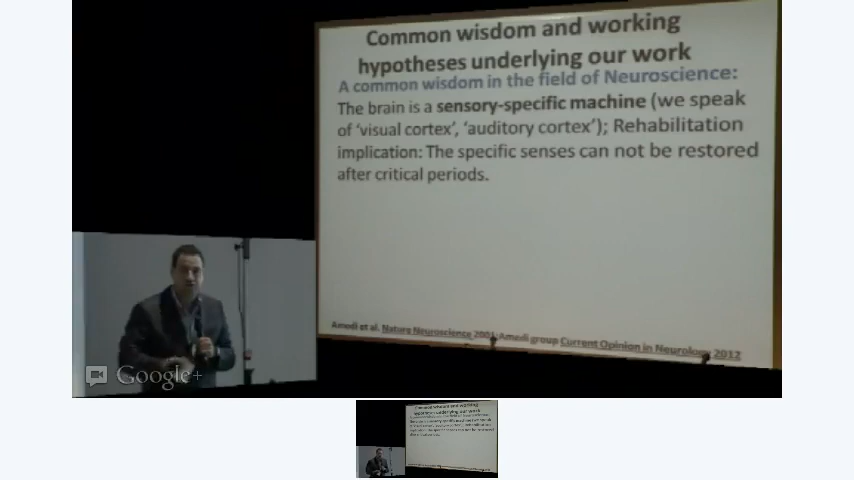 Common wisdom and working
hypotheses underlying our work
A common wisdom in the field of Neuroscience:
The brain is a sensory-specific machine (we speak
of 'visual cortex', 'auditory cortex'); Rehabilitation
implication: The specific senses can not be restored
after critical periods.
Amedi et al. Nature Neuroscience 2001; Amedi group Current Opinion in Neurology 2012
Google+